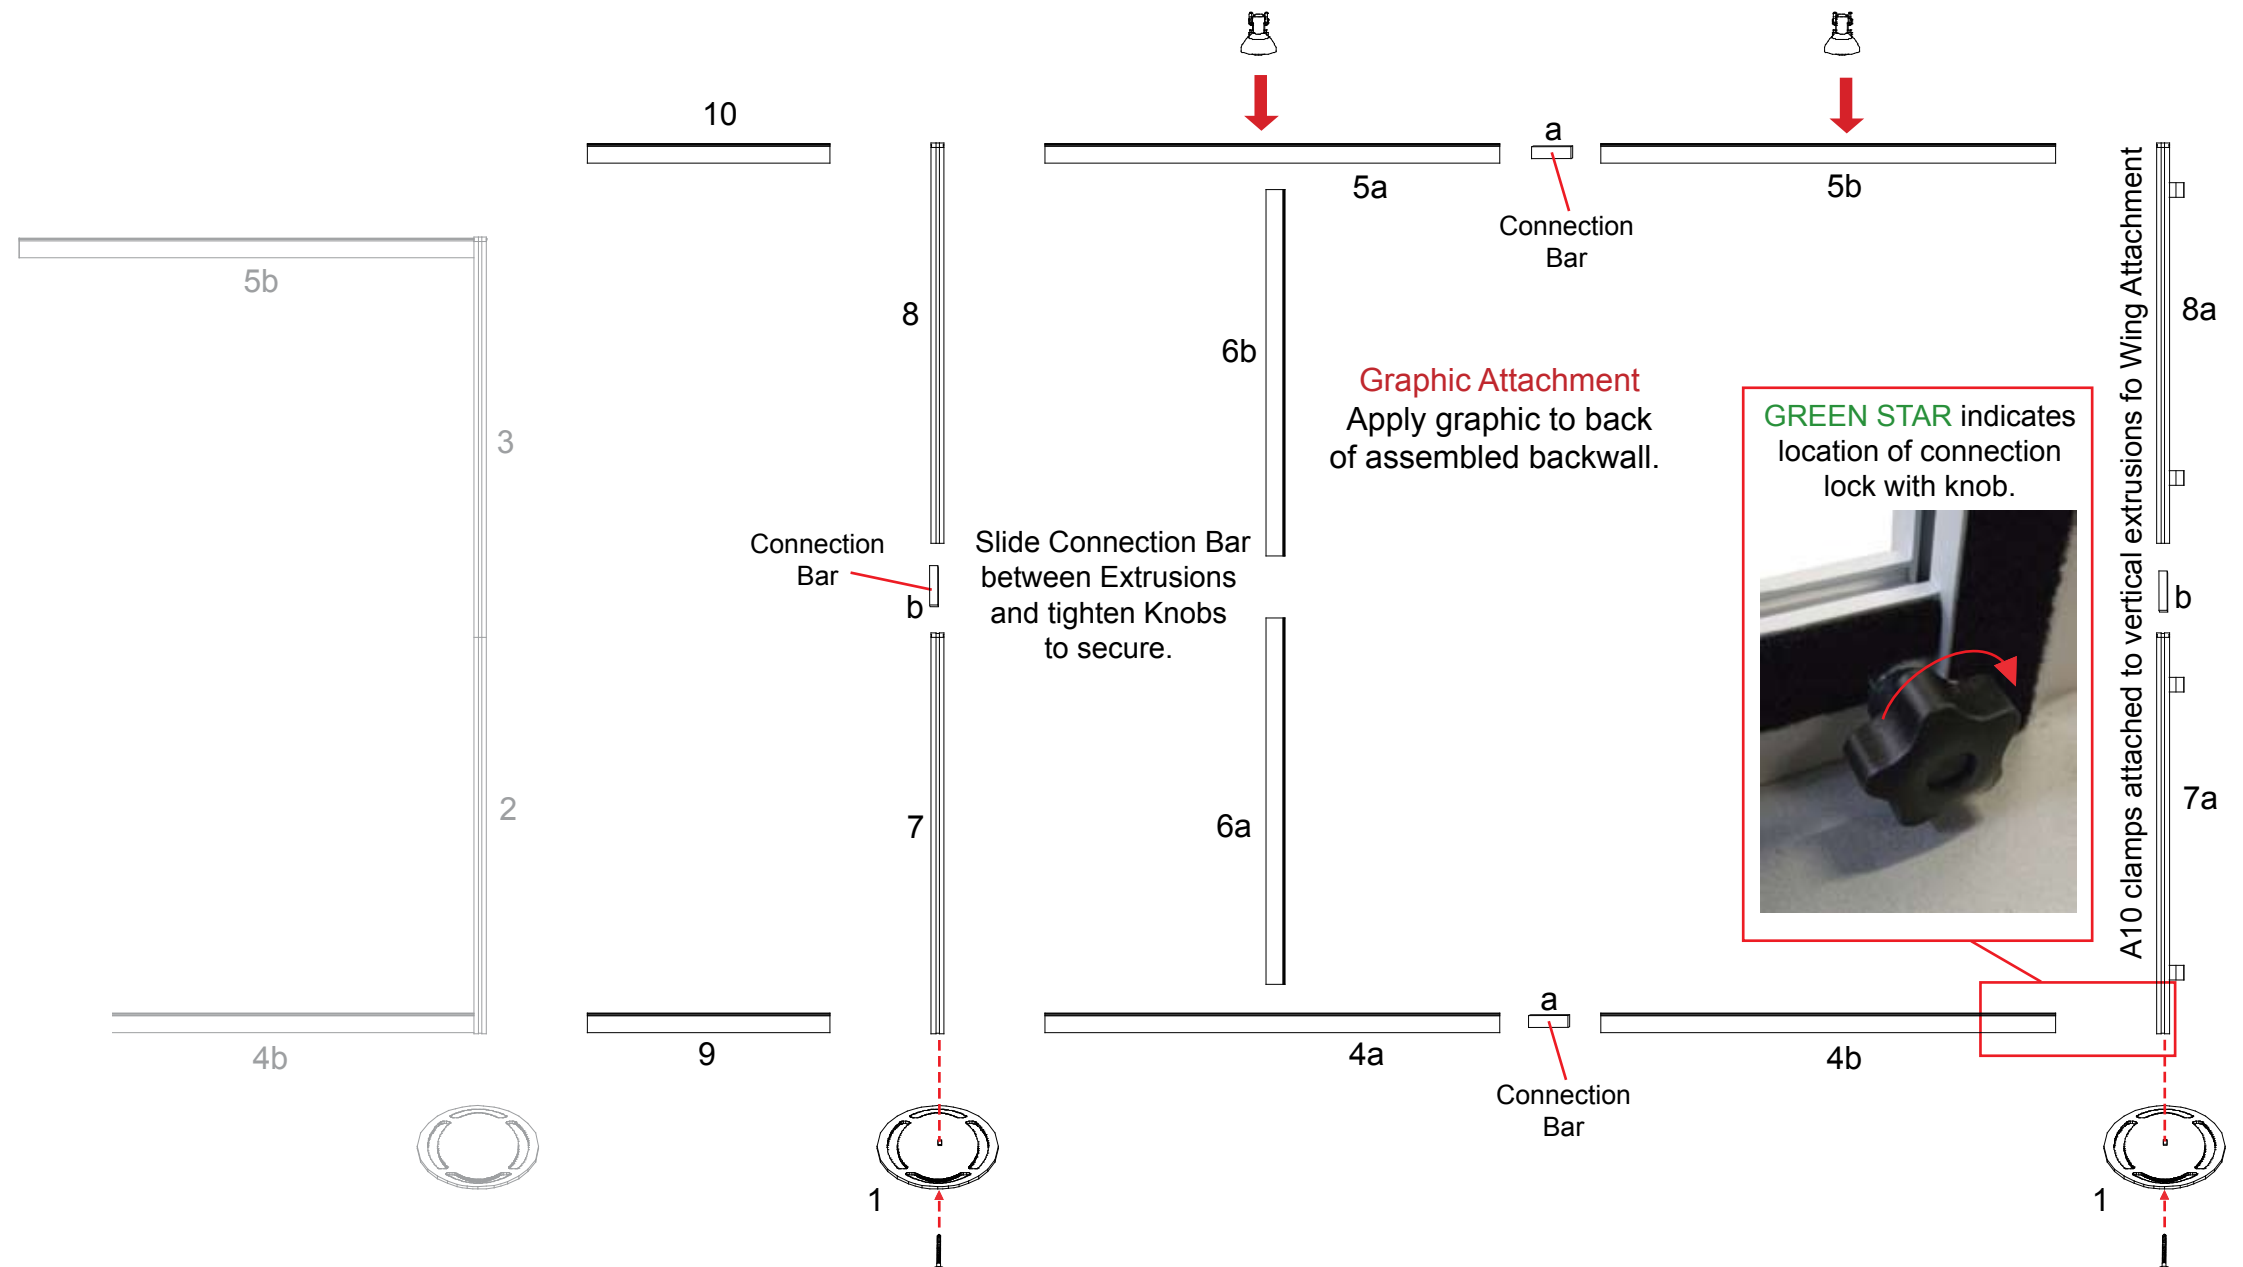 10
a
5a
5b
Connection
Bar
5b
8
8a
6b
3
Graphic Attachment
Apply graphic to back
of assembled backwall.
GREEN STAR indicates
location of connection
lock with knob.
A10 clamps attached to vertical extrusions fo Wing Attachment
Connection
Bar
b
Slide Connection Bar
between Extrusions
and tighten Knobs
to secure.
b
2
7
6a
7a
a
4b
9
4a
4b
Connection
Bar
1
1